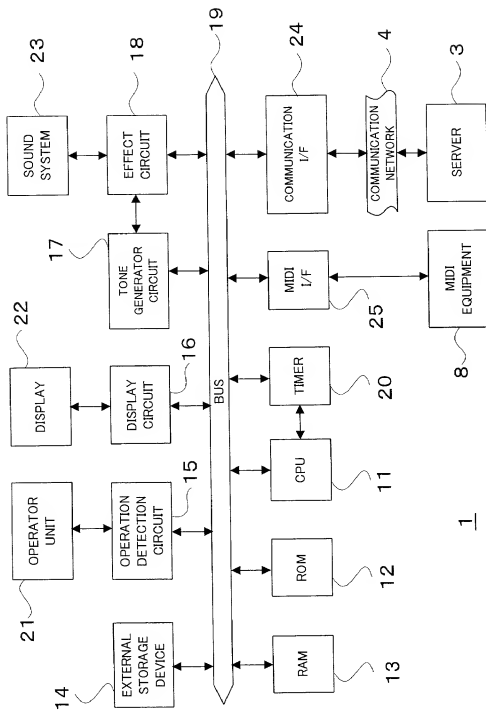 23
SOUND
SYSTEM
18
EFFECT
CIRCUIT
17
TONE
GENERATOR
CIRCUIT
22
DISPLAY
16
DISPLAY
CIRCUIT
21
OPERATOR
UNIT
15
OPERATION
DETECTION
CIRCUIT
14
EXTERNAL
STORAGE
DEVICE
19
BUS
24
COMMUNICATION
I/F
4
COMMUNICATION
NETWORK
3
SERVER
MIDI
I/F
25
MIDI
EQUIPMENT
8
TIMER
20
CPU
11
ROM
12
RAM
13
1